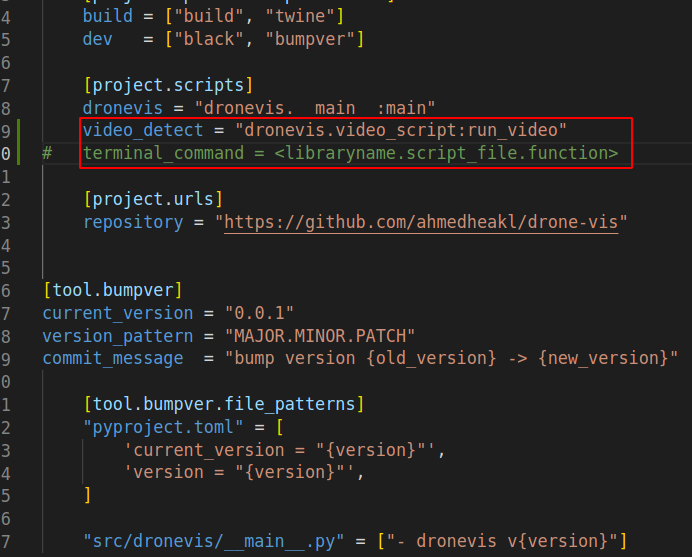 4 build = ["build", "twine"]
5 dev = ["black", "bumpver"]
6
7 [project.scripts]
8 dronevis = "dronevis. main :main"
9 video_detect = "dronevis.video_script:run_video"
0 # terminal_command = <libraryname.script_file.function>
1
2 [project.urls]
3 repository = "https://github.com/ahmedheakl/drone-vis"
4
5
6 [tool.bumpver]
7 current_version = "0.0.1"
8 version_pattern = "MAJOR.MINOR.PATCH"
9 commit_message = "bump version {old_version} -> {new_version}"
0
1 [tool.bumpver.file_patterns]
2 "pyproject.toml" = [
3 'current_version = "{version}"',
4 'version = "{version}"',
5 ]
6
7 "src/dronevis/__main__.py" = ["- dronevis v{version}"]